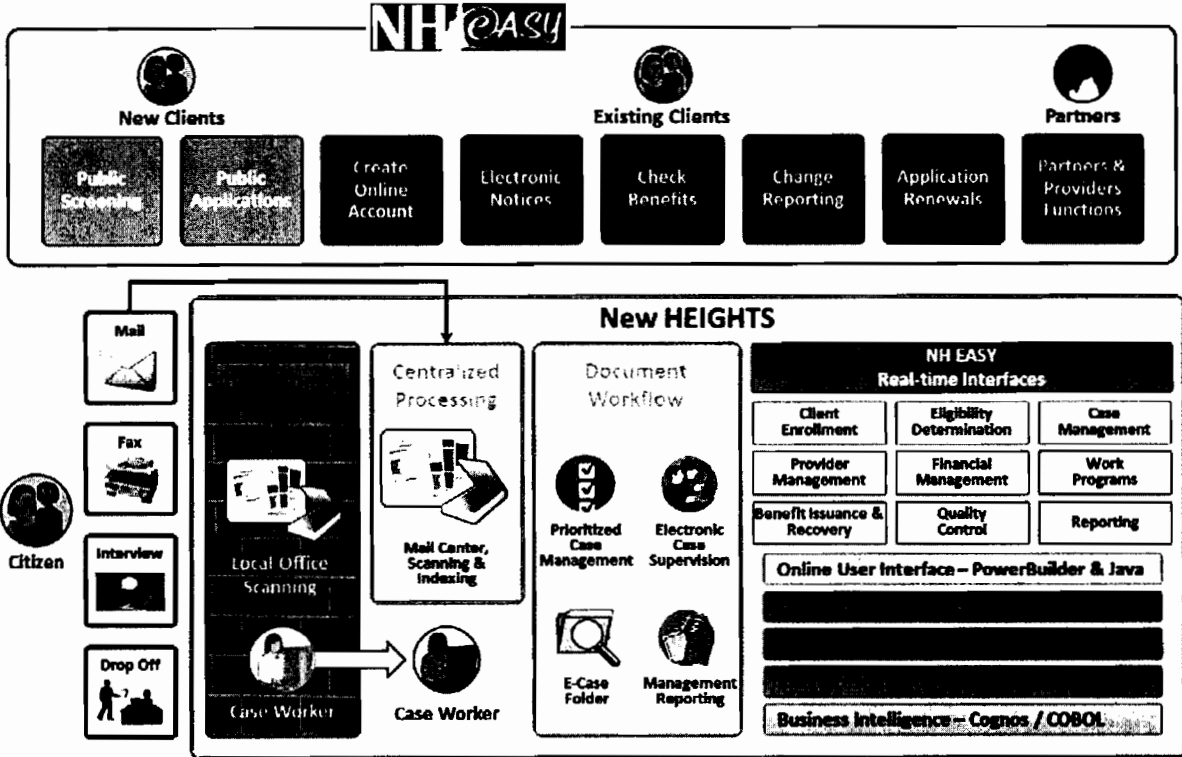 NH easy
New Clients
Existing Clients
Partners
Public
Screening
Public
Applications
Create
Online
Account
Electronic
Notices
Check
Benefits
Change
Reporting
Application
Renewals
Partners &
Providers
Functions
New HEIGHTS
Mail
Fax
Citizen
Interview
Drop Off
Local Office
Scanning
Case Worker
Centralized
Processing
Mail Center,
Scanning &
Indexing
Case Worker
Document
Workflow
Prioritized
Case
Management
Electronic
Case
Supervision
E-Case
Folder
Management
Reporting
NH EASY
Real-time Interfaces
Client
Enrollment
Eligibility
Determination
Case
Management
Provider
Management
Financial
Management
Work
Programs
Benefit Issuance &
Recovery
Quality
Control
Reporting
Online User Interface – PowerBuilder & Java
Business Intelligence – Cognos / COBOL